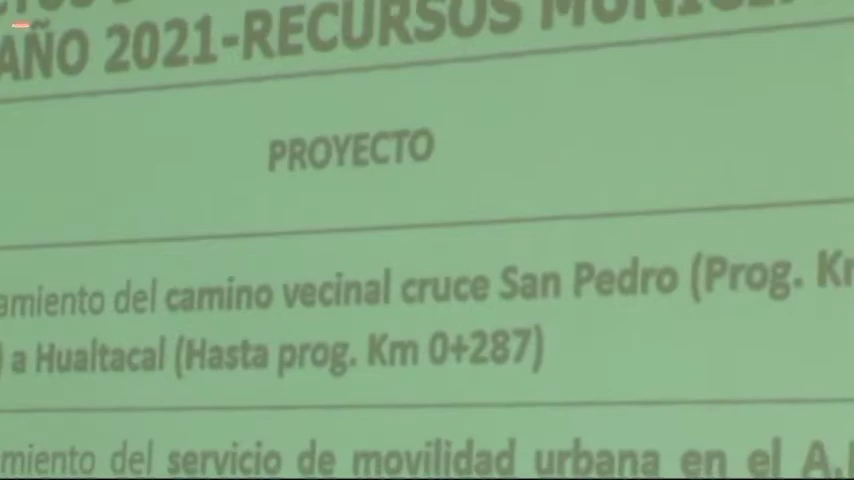 AÑO 2021-RECURSOS
PROYECTO
amiento del camino vecinal cruce San Pedro (Prog. K
) a Hualtacal (Hasta prog. Km 0+287)
miento del servicio de movilidad urbana en el A.